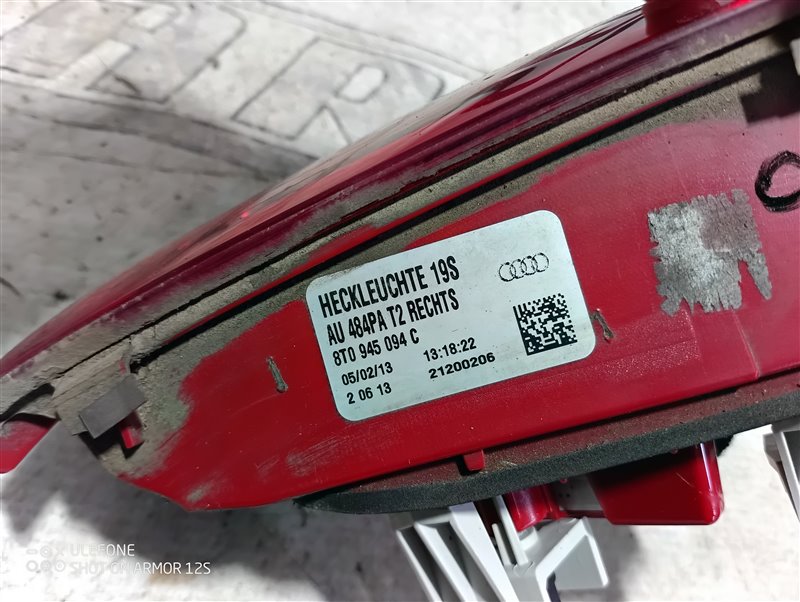 HECKLEUCHTE 19S
AU 484PA T2 RECHTS
8T0 945 094 C
05/02/13 13:18:22
2 06 13 21200206
ULEFONE
SHOT ON ARMOR 12S